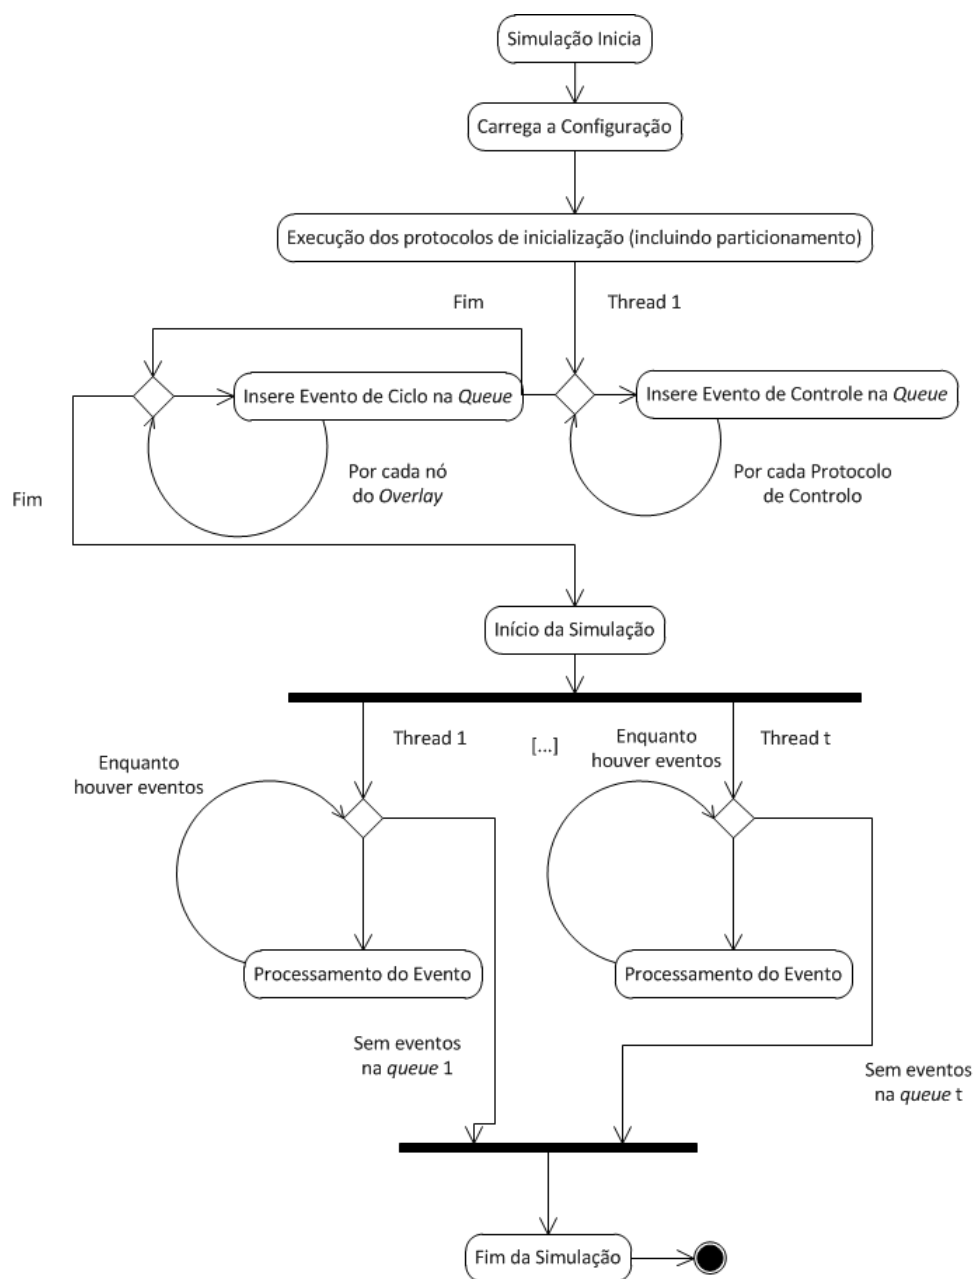 Simulação Inicia
Carrega a Configuração
Execução dos protocolos de inicialização (incluindo particionamento)
Fim
Thread 1
Insere Evento de Ciclo na Queue
Insere Evento de Controle na Queue
Por cada nó
do Overlay
Por cada Protocolo
de Controlo
Fim
Início da Simulação
Thread 1
[...]
Enquanto
houver eventos
Thread t
Enquanto
houver eventos
Processamento do Evento
Processamento do Evento
Sem eventos
na queue 1
Sem eventos
na queue t
Fim da Simulação